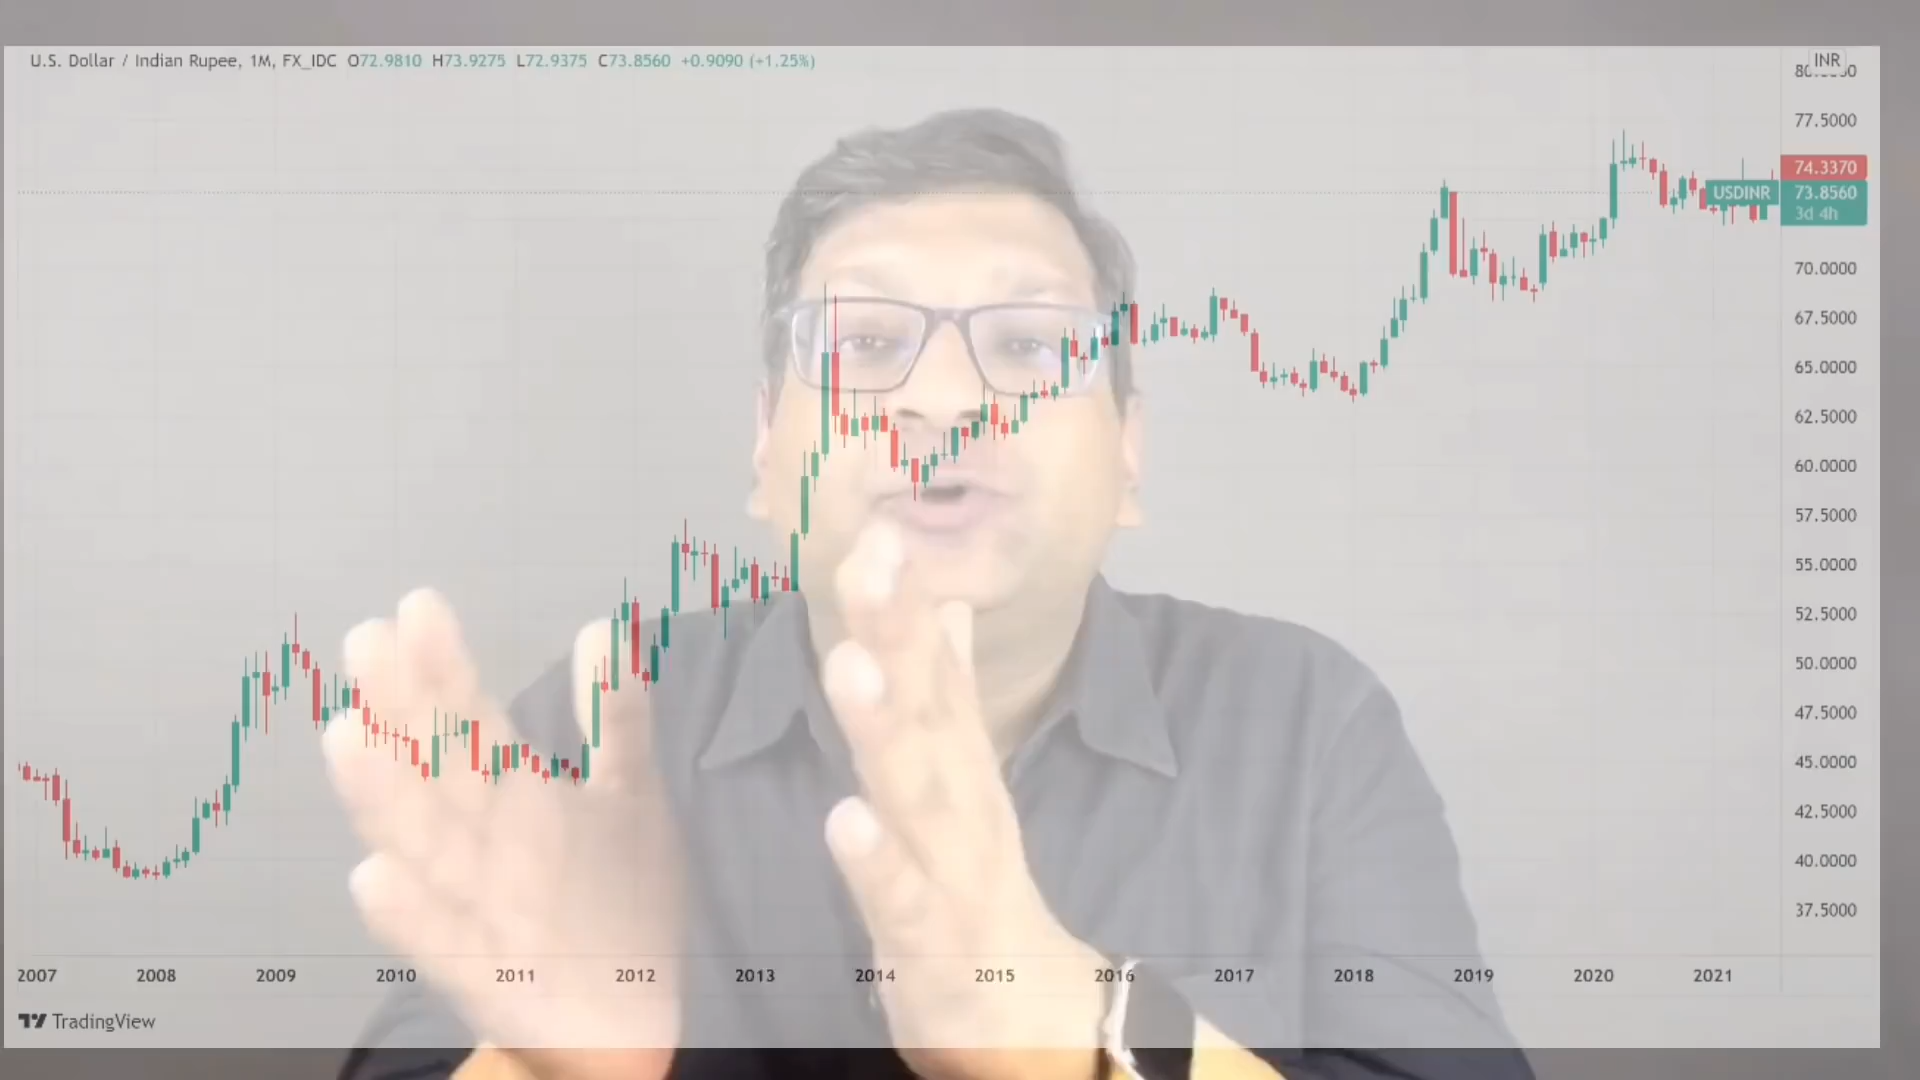 U.S. Dollar / Indian Rupee, 1M, FX_IDC O72.9810 H73.9275 L72.9375 C73.8560 +0.9090 (+1.25%)
INR
77.5000
74.3370
USDINR 73.8560
3d 4h
70.0000
67.5000
65.0000
62.5000
60.0000
57.5000
55.0000
52.5000
50.0000
47.5000
45.0000
42.5000
40.0000
37.5000
2007 2008 2009 2010 2011 2012 2013 2014 2015 2016 2017 2018 2019 2020 2021
TradingView